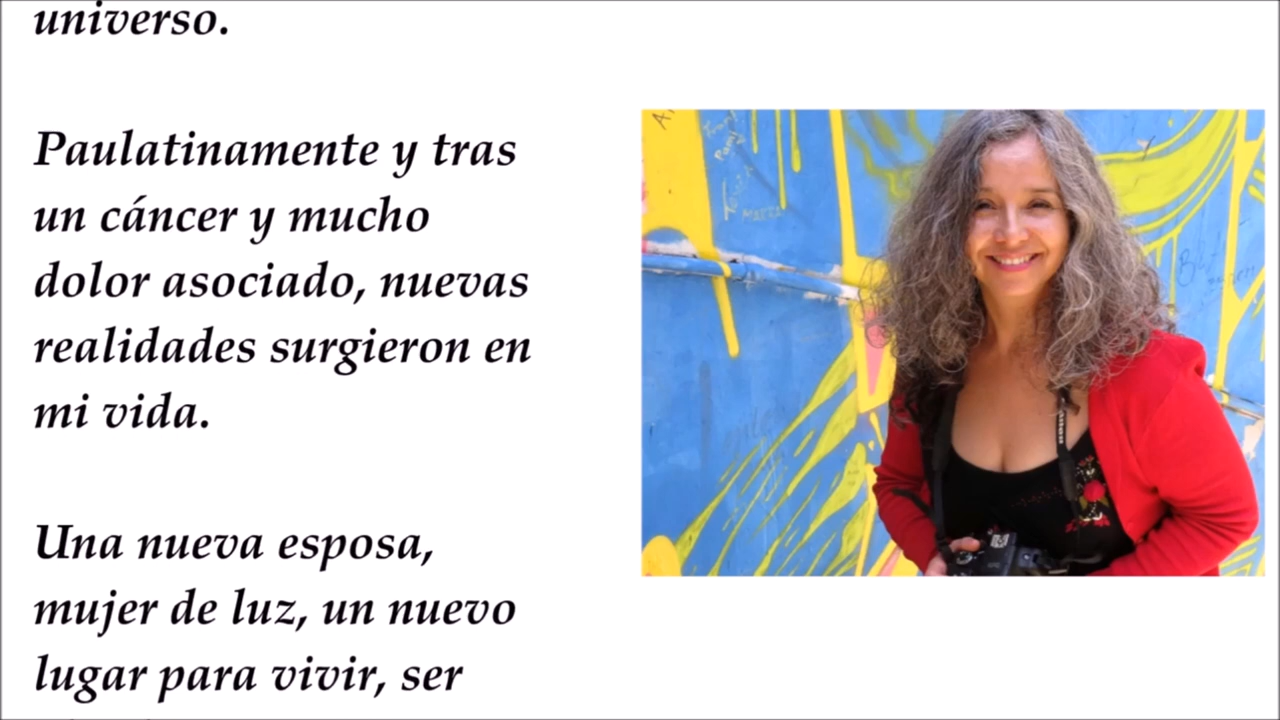 universo.
Paulatinamente y tras
un cáncer y mucho
dolor asociado, nuevas
realidades surgieron en
mi vida.
Una nueva esposa,
mujer de luz, un nuevo
lugar para vivir, ser